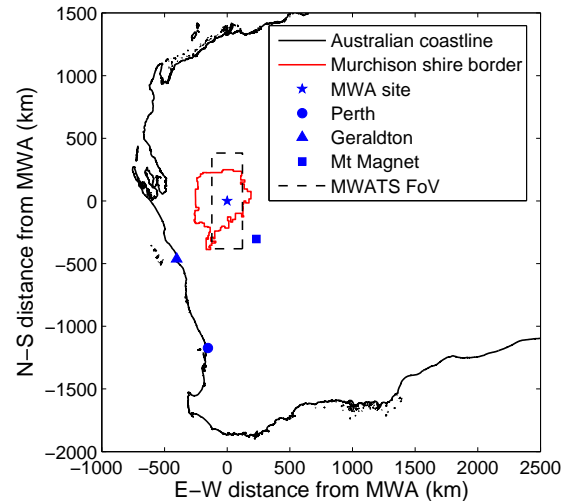 Australian coastline
Murchison shire border
MWA site
Perth
Geraldton
Mt Magnet
MWATS FoV
1500
1000
500
0
−500
−1000
−1500
−2000
N−S distance from MWA (km)
−1000 −500 0 500 1000 1500 2000 2500
E−W distance from MWA (km)